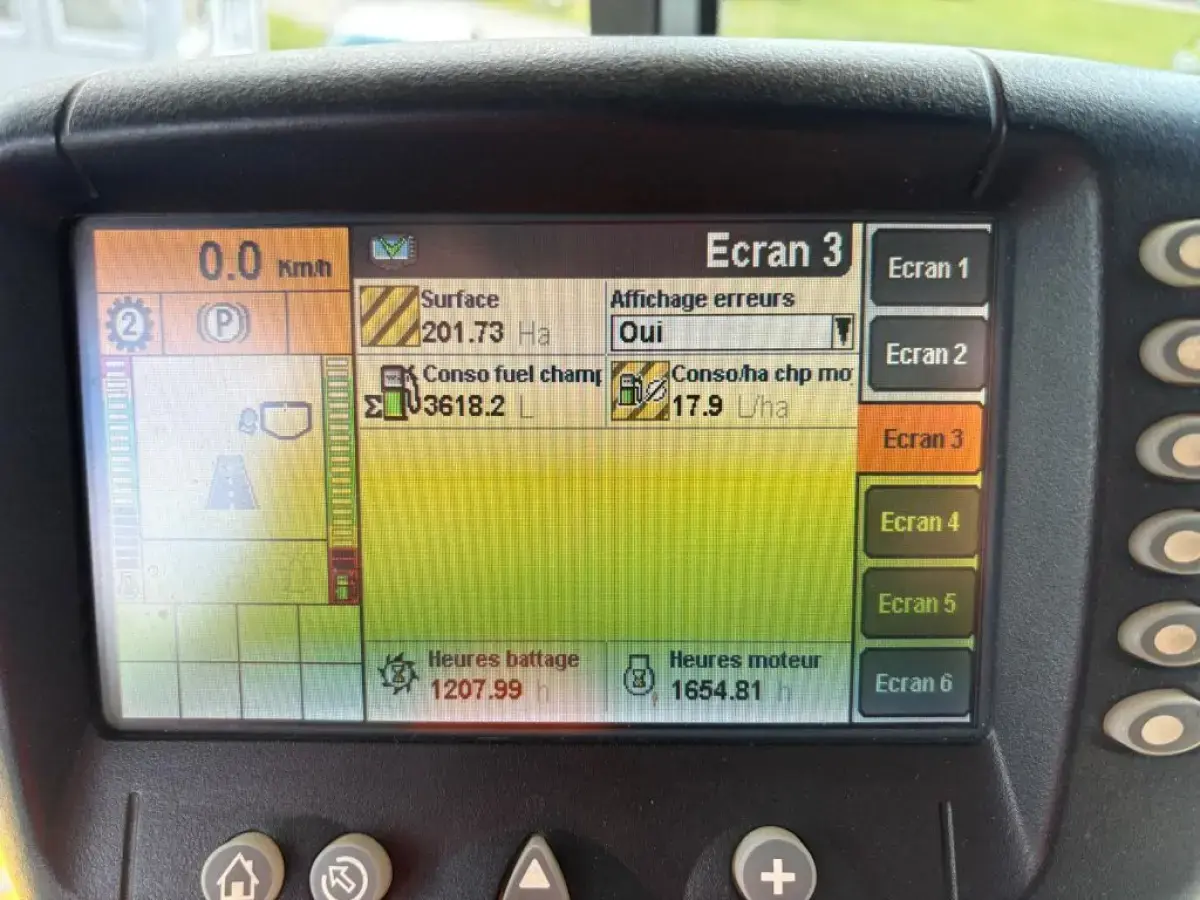 0.0 Km/h
2
P
Ecran 3
Surface
201.73 Ha
Affichage erreurs
Oui
Conso fuel champ
3618.2 L
Conso/ha chp mo
17.9 L/ha
Heures battage
1207.99 h
Heures moteur
1654.81 h
Ecran 1
Ecran 2
Ecran 3
Ecran 4
Ecran 5
Ecran 6